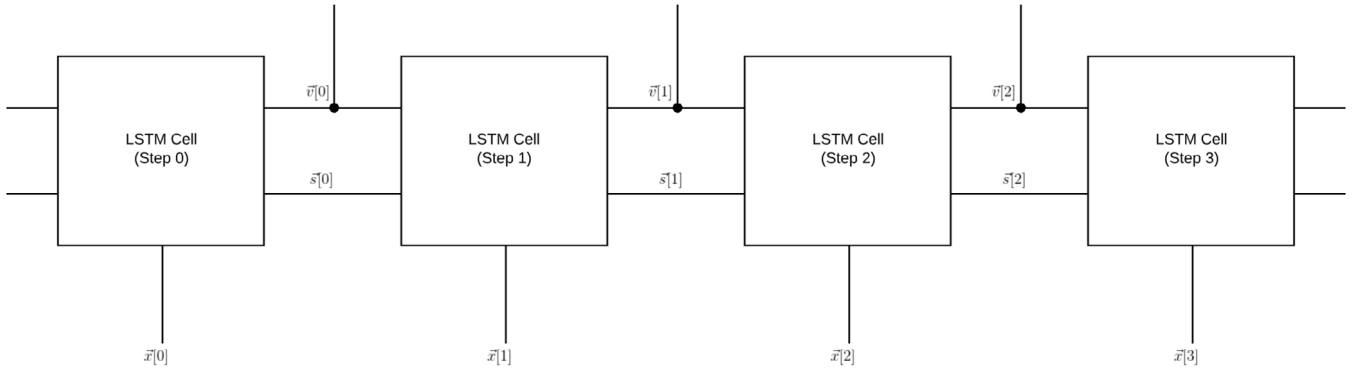 v⃗[0]
v⃗[1]
v⃗[2]
LSTM Cell
(Step 0)
LSTM Cell
(Step 1)
LSTM Cell
(Step 2)
LSTM Cell
(Step 3)
s⃗[0]
s⃗[1]
s⃗[2]
x⃗[0]
x⃗[1]
x⃗[2]
x⃗[3]